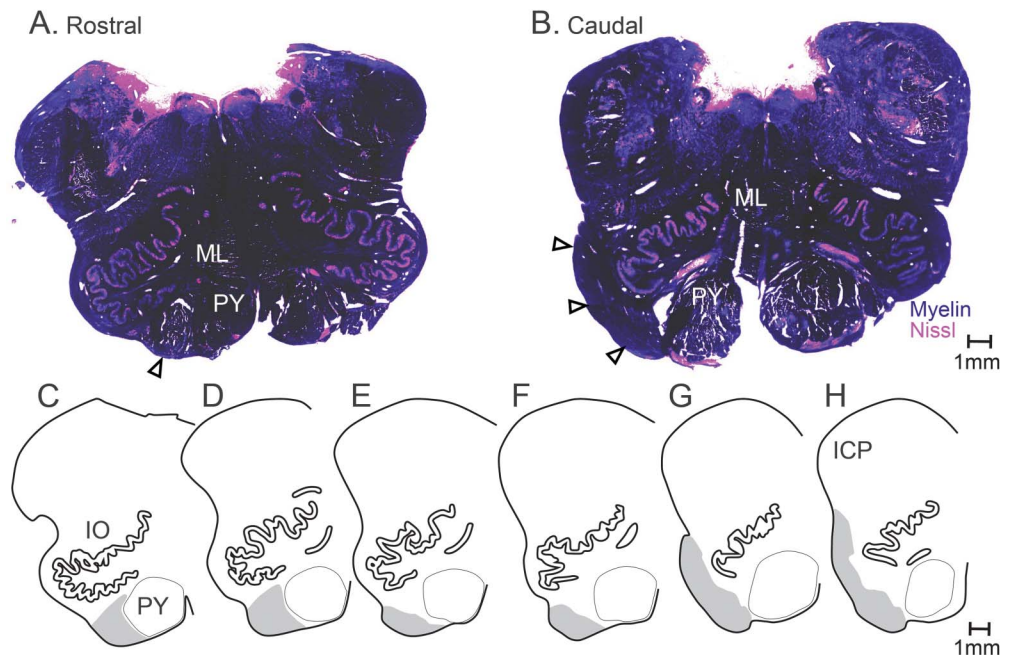 A. Rostral
B. Caudal
ML
PY
ML
PY
Myelin
Nissl
1mm
C
D
E
F
G
H
IO
PY
ICP
1mm